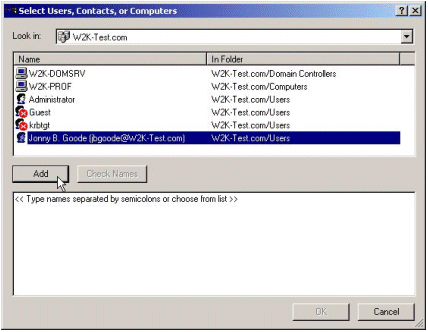 Select Users, Contacts, or Computers
Look in: W2K-Test.com
Name In Folder
W2K-DOMSRV W2K-Test.com/Domain Controllers
W2K-PROF W2K-Test.com/Computers
Administrator W2K-Test.com/Users
Guest W2K-Test.com/Users
krbtgt W2K-Test.com/Users
Jonny B. Goode (jbgoode@W2K-Test.com) W2K-Test.com/Users
Add Check Names
<< Type names separated by semicolons or choose from list >>
OK Cancel